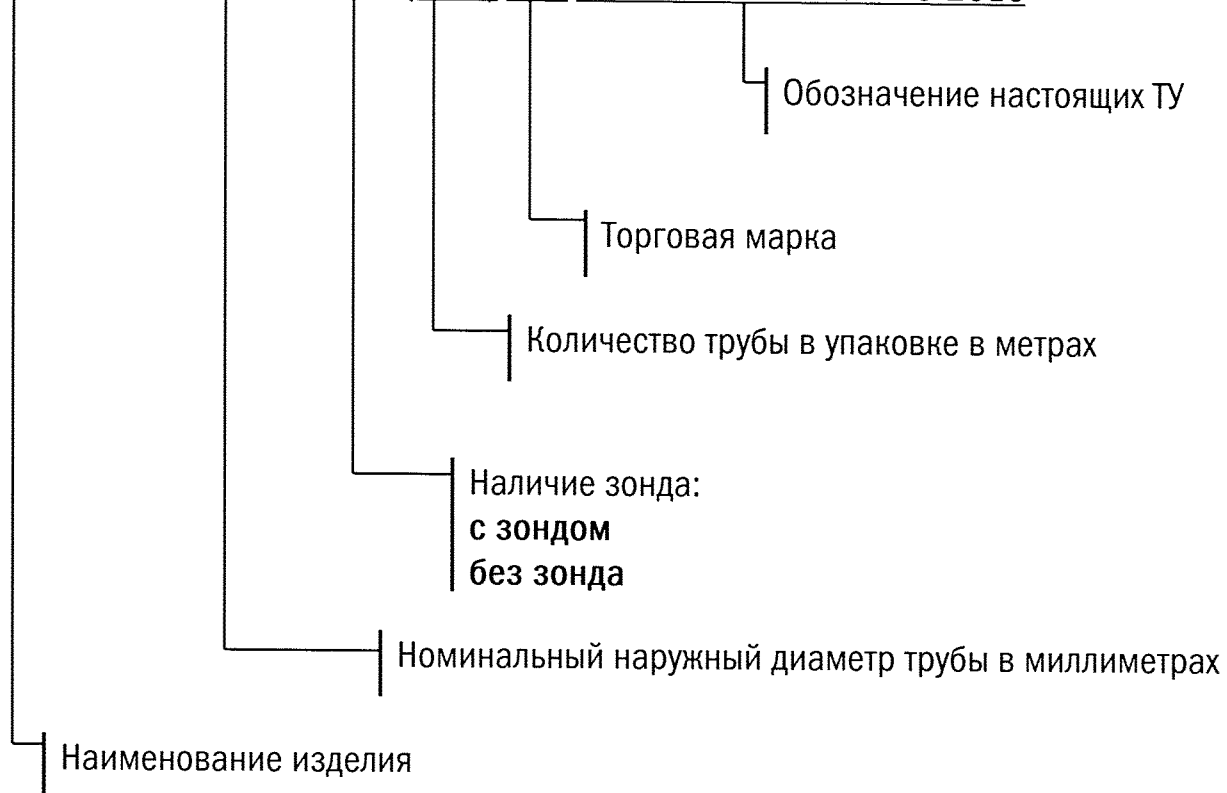 Обозначение настоящих ТУ
Торговая марка
Количество трубы в упаковке в метрах
Наличие зонда:
с зондом
без зонда
Номинальный наружный диаметр трубы в миллиметрах
Наименование изделия